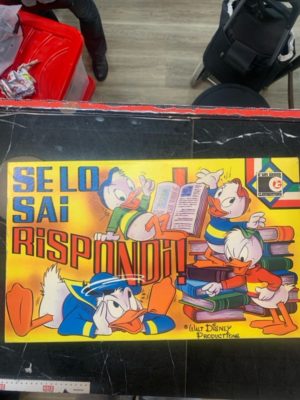 SE LO
SAI
RISPONDI!
© WALT DISNEY
PRODUCTIONS